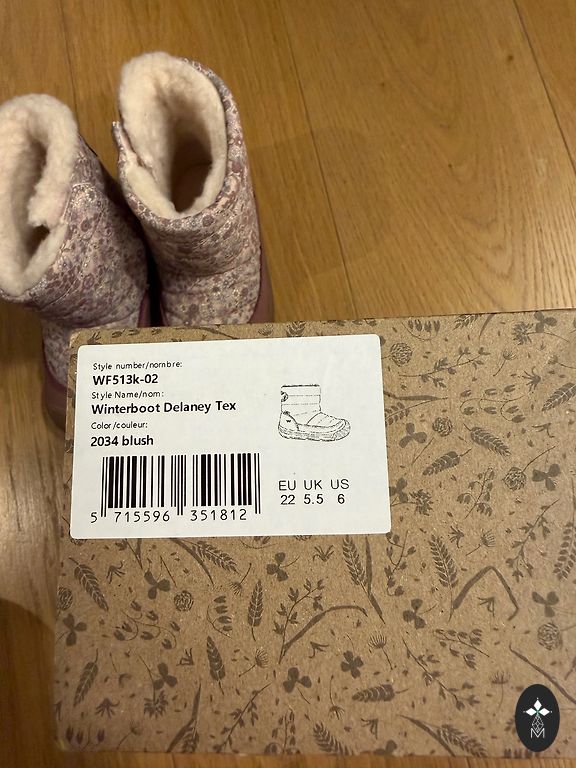 Style number/nombre:
WF513k-02
Style Name/nom:
Winterboot Delaney Tex
Color/couleur:
2034 blush
EU UK US
22 5.5 6
5 715596 351812
M